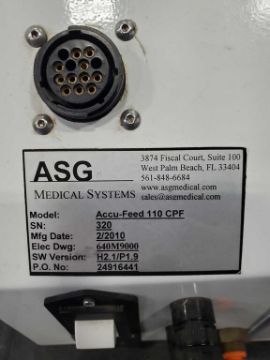 ASG
MEDICAL SYSTEMS
3874 Fiscal Court, Suite 100
West Palm Beach, FL 33404
561-848-6684
www.asgmedical.com
sales@asgmedical.com
Model: Accu-Feed 110 CPF
SN: 320
Mfg Date: 2/2010
Elec Dwg: 640M9000
SW Version: H2.1/P1.9
P.O. No: 24916441